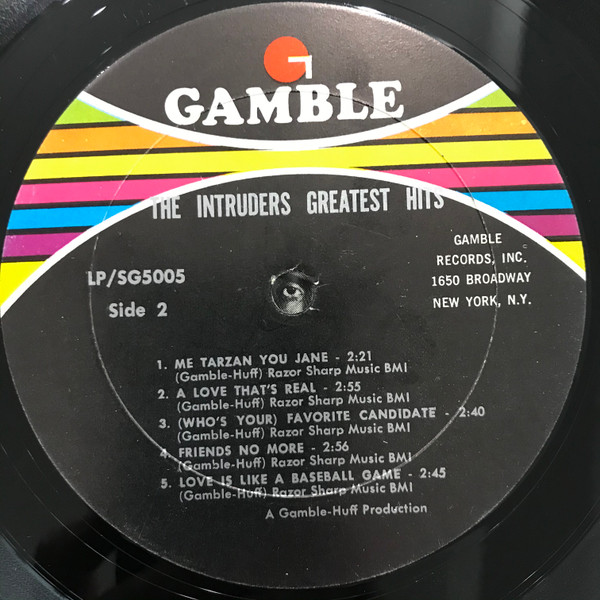 GAMBLE
THE INTRUDERS GREATEST HITS
GAMBLE
RECORDS, INC.
1650 BROADWAY
NEW YORK, N.Y.
LP/SG5005
Side 2
1. ME TARZAN YOU JANE - 2:21
(Gamble-Huff) Razor Sharp Music BMI
2. A LOVE THAT'S REAL - 2:55
(Gamble-Huff) Razor Sharp Music BMI
3. (WHO'S YOUR) FAVORITE CANDIDATE - 2:40
(Gamble-Huff) Razor Sharp Music BMI
4. FRIENDS NO MORE - 2:56
(Gamble-Huff) Razor Sharp Music BMI
5. LOVE IS LIKE A BASEBALL GAME - 2:45
(Gamble-Huff) Razor Sharp Music BMI
A Gamble-Huff Production